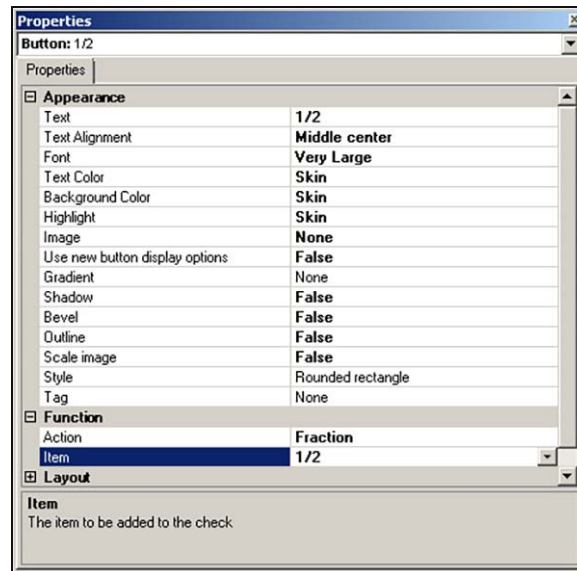 Properties
Button: 1/2
Properties
Appearance
Text 1/2
Text Alignment Middle center
Font Very Large
Text Color Skin
Background Color Skin
Highlight Skin
Image None
Use new button display options False
Gradient None
Shadow False
Bevel False
Outline False
Scale image False
Style Rounded rectangle
Tag None
Function
Action Fraction
Item 1/2
Layout
Item
The item to be added to the check